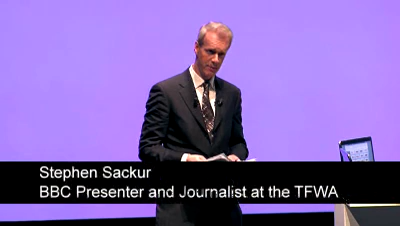 Stephen Sackur
BBC Presenter and Journalist at the TFWA